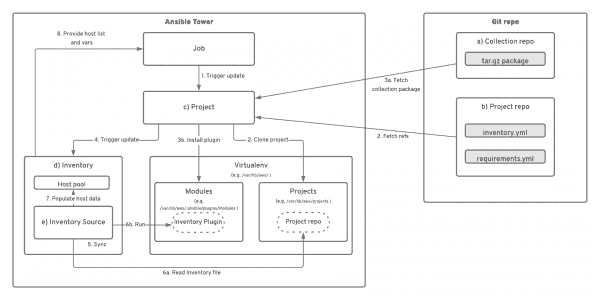 Ansible Tower
Git repo
8. Provide host list
and vars
Job
a) Collection repo
tar.gz package
1. Trigger update
3a. Fetch
collection package
c) Project
b) Project repo
inventory.yml
requirements.yml
2. Fetch refs
4. Trigger update
3b. Install plugin
2. Clone project
d) Inventory
Host pool
7. Populate host data
e) Inventory Source
5. Sync
6b. Run
Virtualenv
(e.g. /var/lib/awx/ )
Modules
(e.g.
/var/lib/awx/.ansible/plugins/modules )
Inventory Plugin
Projects
(e.g. /var/lib/awx/projects )
Project repo
6a. Read Inventory file